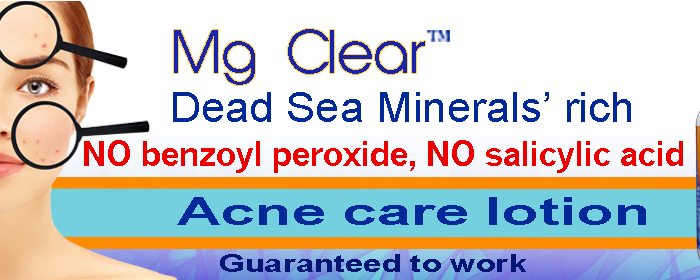 Mg Clear™
Dead Sea Minerals’ rich
NO benzoyl peroxide, NO salicylic acid
Acne care lotion
Guaranteed to work